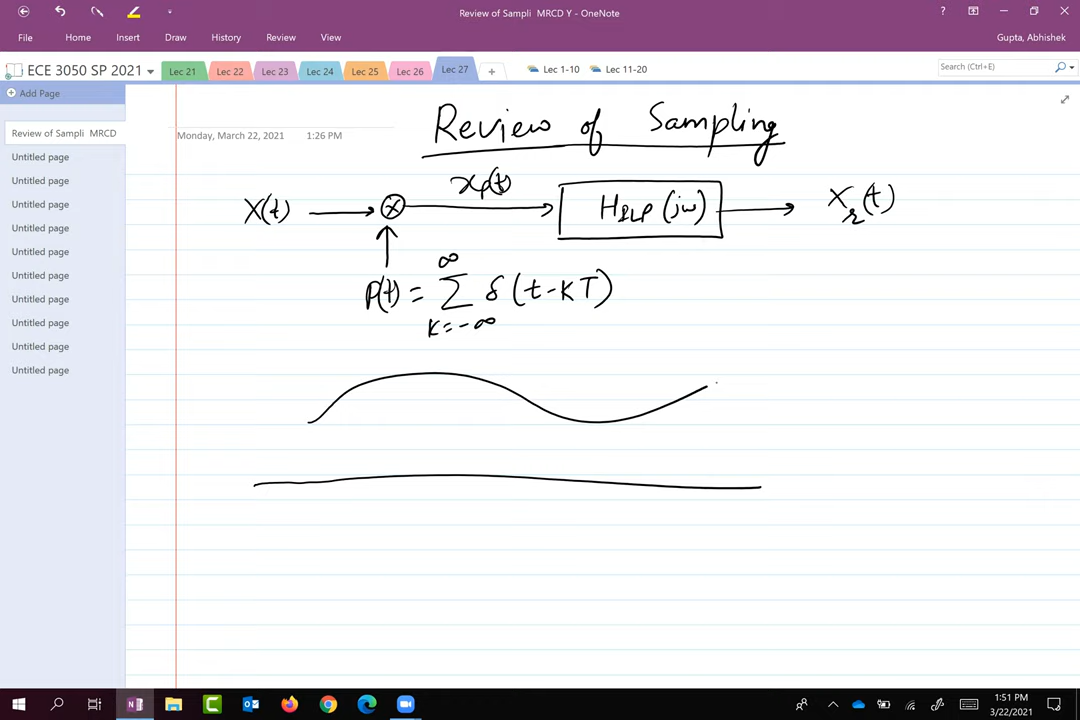 Review of Sampli MRCD Y - OneNote
?
File Home Insert Draw History Review View
Gupta, Abhishek
ECE 3050 SP 2021
Lec 21 Lec 22 Lec 23 Lec 24 Lec 25 Lec 26 Lec 27 + Lec 1-10 Lec 11-20
Search (Ctrl+E)
Add Page
Review of Sampli MRCD
Untitled page
Untitled page
Untitled page
Untitled page
Untitled page
Untitled page
Untitled page
Untitled page
Untitled page
Untitled page
Monday, March 22, 2021 1:26 PM
Review of Sampling
x(t) ⊗ xp(t) H (jω) xr(t)
p(t) = ∞∑k=-∞ δ(t-kT)
1:51 PM
3/22/2021